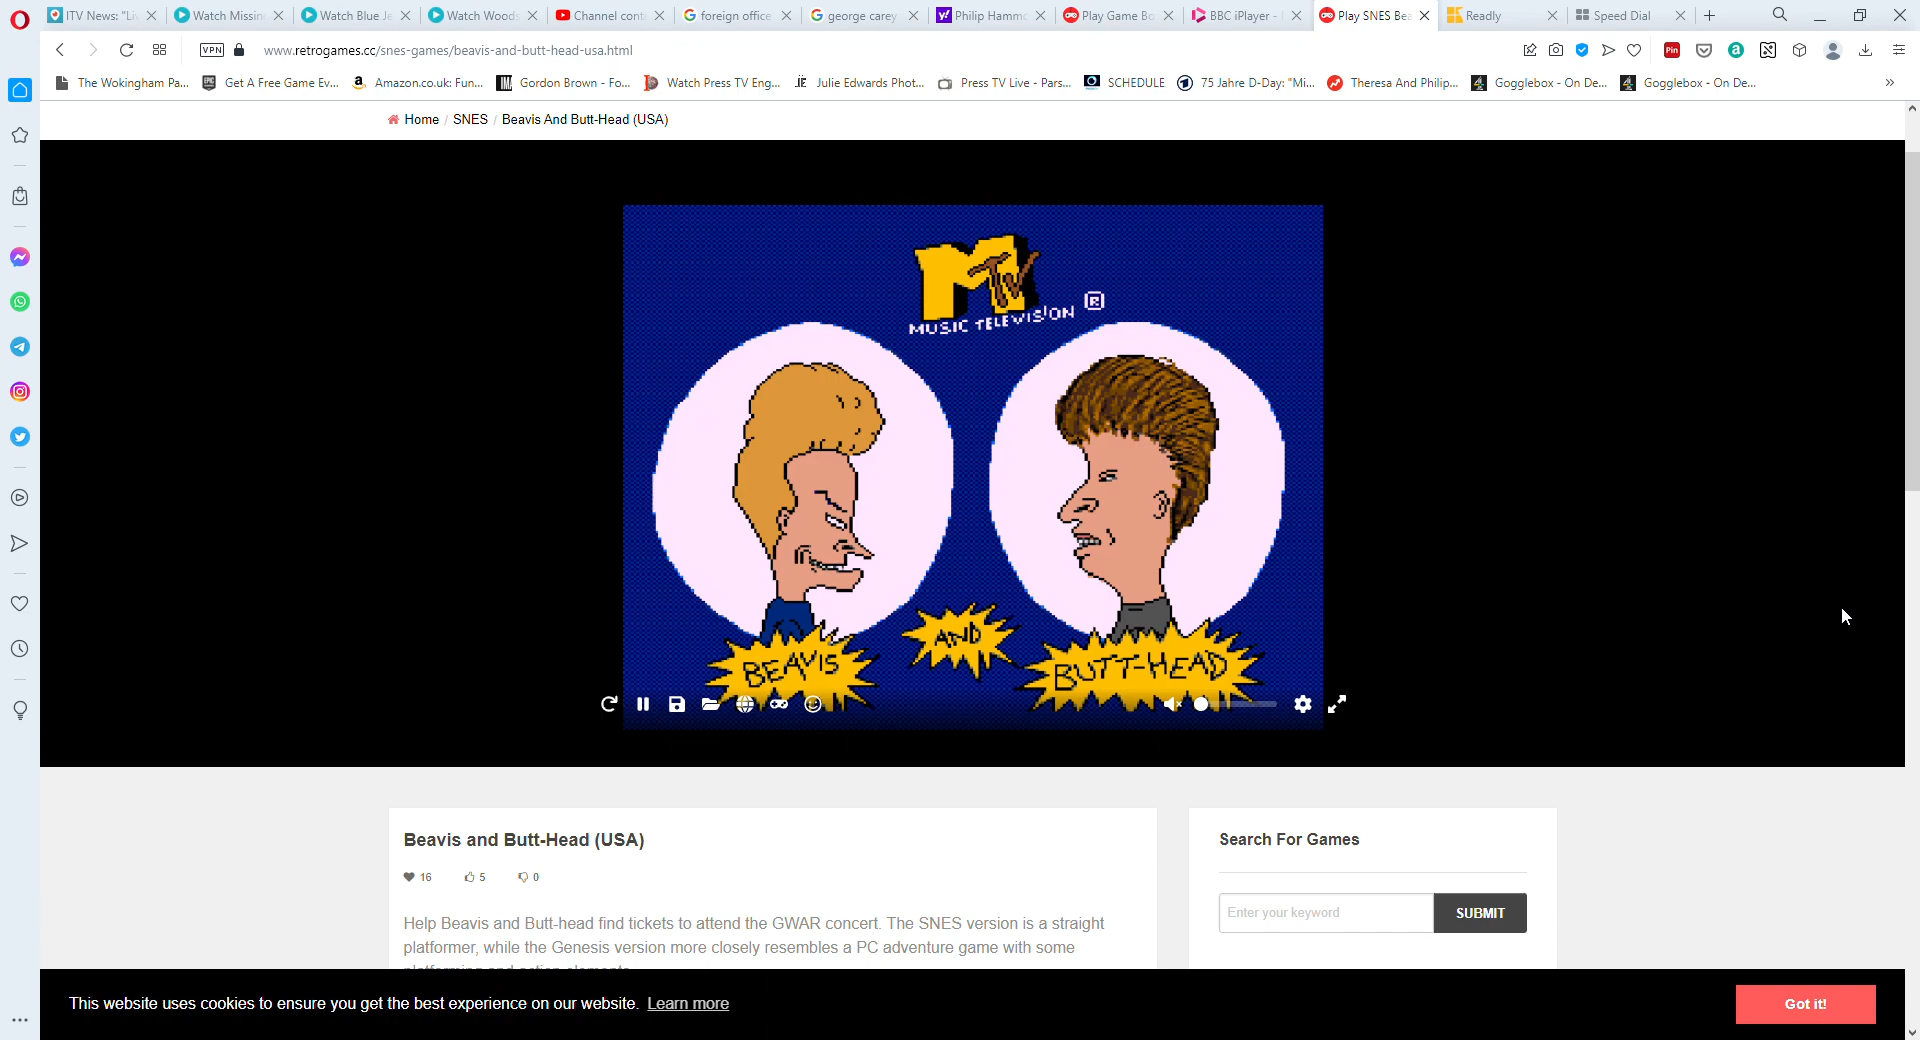 ITV News: "Li
Watch Missin
Watch Blue Je
Watch Woods
Channel cont
foreign office
george carey
Philip Hammo
Play Game Bo
BBC iPlayer -
Play SNES Bea
Readly
Speed Dial
VPN
www.retrogames.cc/snes-games/beavis-and-butt-head-usa.html
Pin
The Wokingham Pa...
Get A Free Game Ev...
Amazon.co.uk: Fun...
Gordon Brown - Fo...
Watch Press TV Eng...
JE Julie Edwards Phot...
Press TV Live - Pars...
SCHEDULE
75 Jahre D-Day: "Mi...
Theresa And Philip...
Gogglebox - On De...
Gogglebox - On De...
Home / SNES / Beavis And Butt-Head (USA)
MTV
MUSIC TELEVISION ®
BEAVIS
AND
BUTT-HEAD
Beavis and Butt-Head (USA)
16
5
0
Help Beavis and Butt-head find tickets to attend the GWAR concert. The SNES version is a straight
platformer, while the Genesis version more closely resembles a PC adventure game with some
Search For Games
Enter your keyword
SUBMIT
This website uses cookies to ensure you get the best experience on our website. Learn more
Got it!